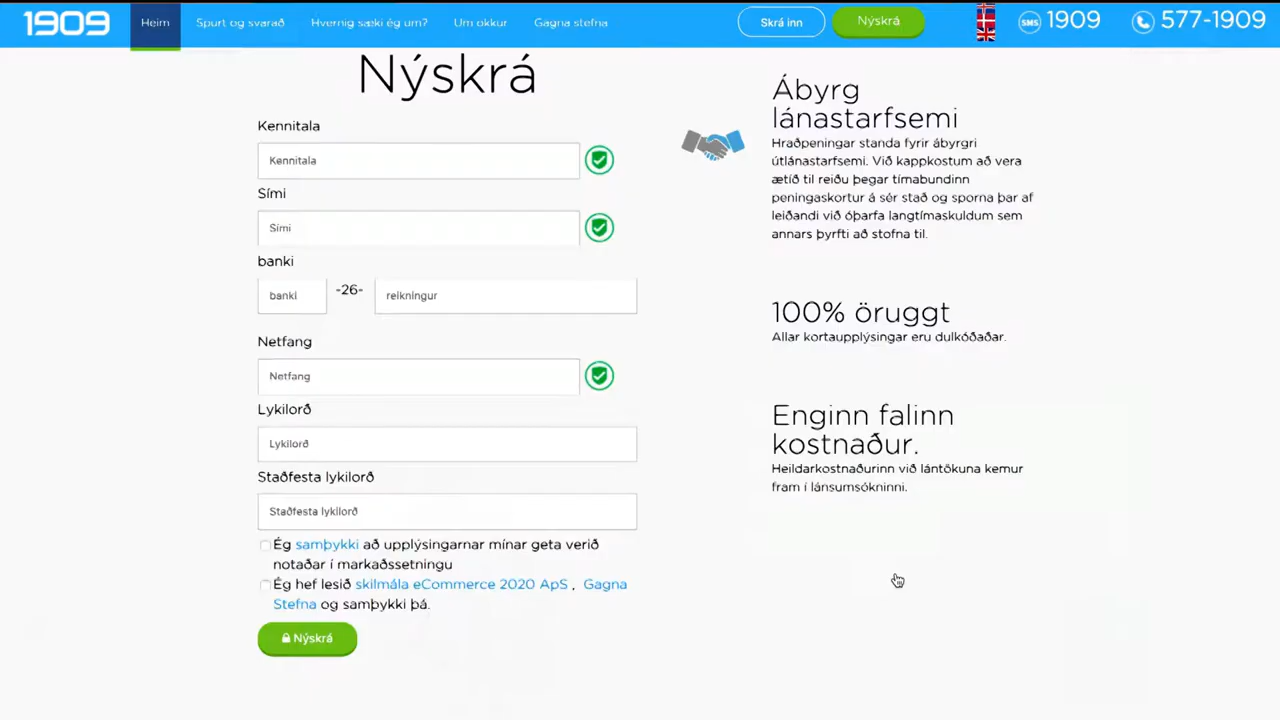 1909
Heim
Spurt og svarað
Hvernig sæki ég um?
Um okkur
Gagna stefna
Skrá inn
Nýskrá
SMS 1909
577-1909
Nýskrá
Kennitala
Kennitala
Sími
Sími
banki
banki -26- reikningur
Netfang
Netfang
Lykilorð
Lykilorð
Staðfesta lykilorð
Staðfesta lykilorð
Ég samþykki að upplýsingarnar mínar geta verið
notaðar í markaðssetningu
Ég hef lesið skilmála eCommerce 2020 ApS , Gagna
Stefna og samþykki þá.
Nýskrá
Ábyrg
lánastarfsemi
Hraðpeningar standa fyrir ábyrgri
útlánastarfsemi. Við kappkostum að vera
ætíð til reiðu þegar tímabundinn
peningaskortur á sér stað og sporna þar af
leiðandi við óþarfa langtímaskuldum sem
annars þyrfti að stofna til.
100% öruggt
Allar kortaupplýsingar eru dulkóðaðar.
Enginn falinn
kostnaður.
Heildarkostnaðurinn við lántökuna kemur
fram í lánsumsókninni.